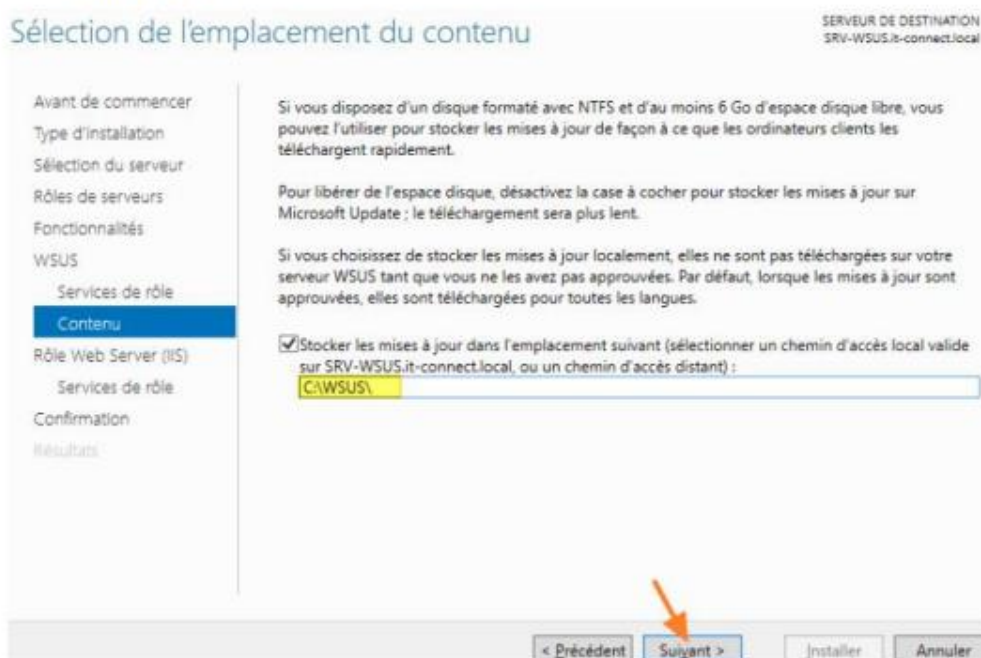 Sélection de l'emplacement du contenu
SERVEUR DE DESTINATION
SRV-WSUS.it-connect.local
Avant de commencer
Type d'installation
Sélection du serveur
Rôles de serveurs
Fonctionnalités
WSUS
Services de rôle
Contenu
Rôle Web Server (IIS)
Services de rôle
Confirmation
Résultats
Si vous disposez d'un disque formaté avec NTFS et d'au moins 6 Go d'espace disque libre, vous
pouvez l'utiliser pour stocker les mises à jour de façon à ce que les ordinateurs clients les
téléchargent rapidement.
Pour libérer de l'espace disque, désactivez la case à cocher pour stocker les mises à jour sur
Microsoft Update ; le téléchargement sera plus lent.
Si vous choisissez de stocker les mises à jour localement, elles ne sont pas téléchargées sur votre
serveur WSUS tant que vous ne les avez pas approuvées. Par défaut, lorsque les mises à jour sont
approuvées, elles sont téléchargées pour toutes les langues.
Stocker les mises à jour dans l'emplacement suivant (sélectionner un chemin d'accès local valide
sur SRV-WSUS.it-connect.local, ou un chemin d'accès distant) :
C:\WSUS\
< Précédent Suivant > Installer Annuler